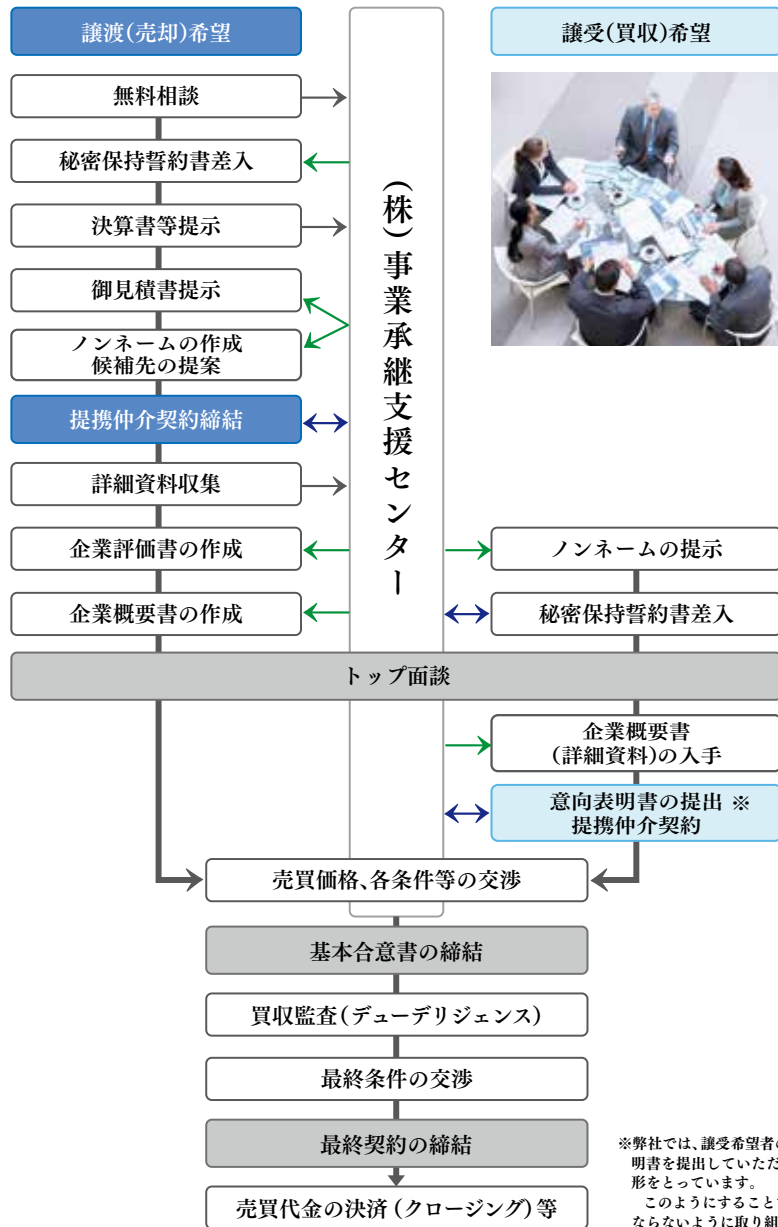 譲渡(売却)希望
譲受(買収)希望
無料相談
秘密保持誓約書差入
決算書等提示
御見積書提示
ノンネームの作成
候補先の提案
提携仲介契約締結
詳細資料収集
企業評価書の作成
企業概要書の作成
(株)事業承継支援センター
ノンネームの提示
秘密保持誓約書差入
トップ面談
企業概要書
(詳細資料)の入手
意向表明書の提出 ※
提携仲介契約
売買価格、各条件等の交渉
基本合意書の締結
買収監査(デューデリジェンス)
最終条件の交渉
最終契約の締結
売買代金の決済(クロージング)等
※弊社では、譲受希望者の
明書を提出していただ
形をとっています。
このようにすること
ならないように取り組